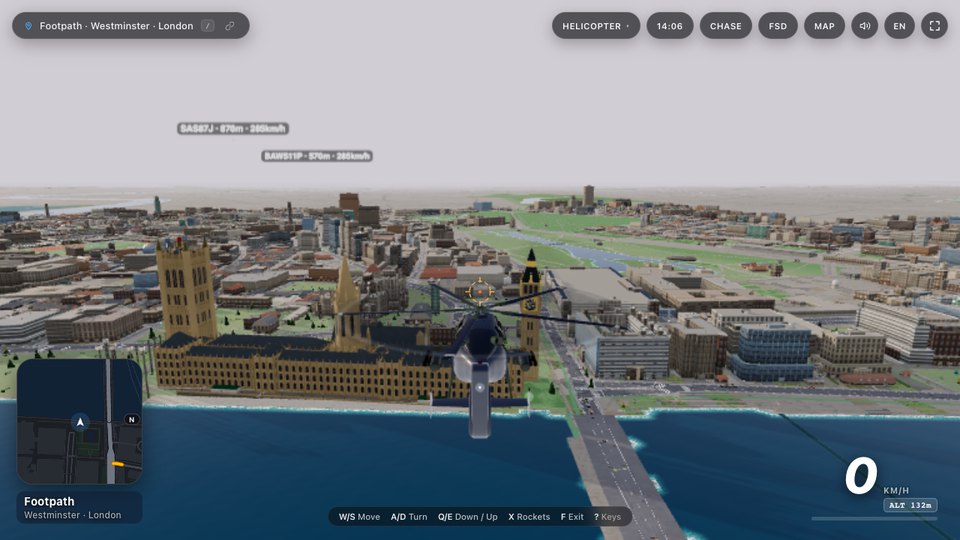 Footpath · Westminster · London /
HELICOPTER
14:06
CHASE
FSD
MAP
EN
SAS87J · 870m · 285km/h
BAW511P · 570m · 285km/h
N
Footpath
Westminster · London
W/S Move A/D Turn Q/E Down / Up X Rockets F Exit ? Keys
0 KM/H
ALT 132m